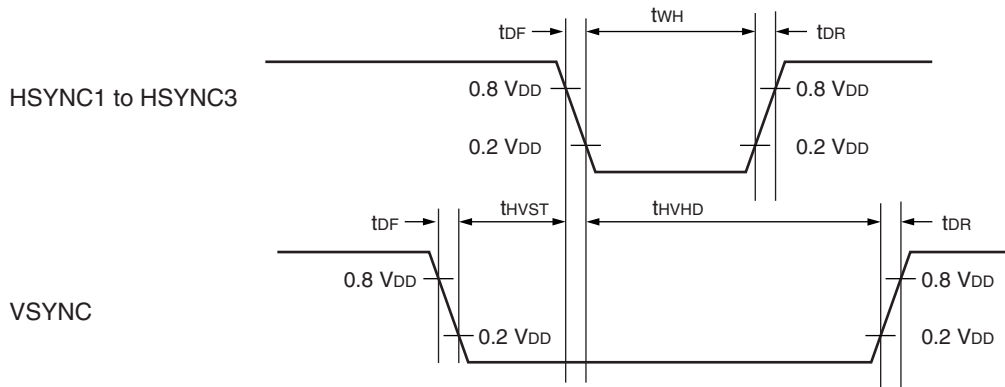 tDF tWH tDR
HSYNC1 to HSYNC3
0.8 VDD 0.8 VDD
0.2 VDD 0.2 VDD
tDF tHVST tHVHD tDR
VSYNC
0.8 VDD 0.8 VDD
0.2 VDD 0.2 VDD